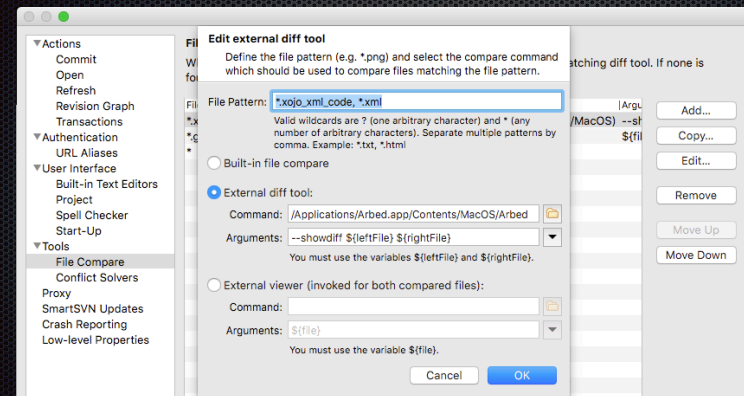 Edit external diff tool
Define the file pattern (e.g. *.png) and select the compare command
which should be used to compare files matching the file pattern.
File Pattern: *.xojo_xml_code, *.xml
Valid wildcards are ? (one arbitrary character) and * (any
number of arbitrary characters). Separate multiple patterns by
comma. Example: *.txt, *.html
Built-in file compare
External diff tool:
Command: /Applications/Arbed.app/Contents/MacOS/Arbed
Arguments: --showdiff ${leftFile} ${rightFile}
You must use the variables ${leftFile} and ${rightFile}.
External viewer (invoked for both compared files):
Command:
Arguments: ${file}
You must use the variable ${file}.
Cancel
OK
Actions
Commit
Open
Refresh
Revision Graph
Transactions
Authentication
URL Aliases
User Interface
Built-in Text Editors
Project
Spell Checker
Start-Up
Tools
File Compare
Conflict Solvers
Proxy
SmartSVN Updates
Crash Reporting
Low-level Properties
atching diff tool. If none is
/MacOS)
${fil
Add...
Copy...
Edit...
Remove
Move Up
Move Down